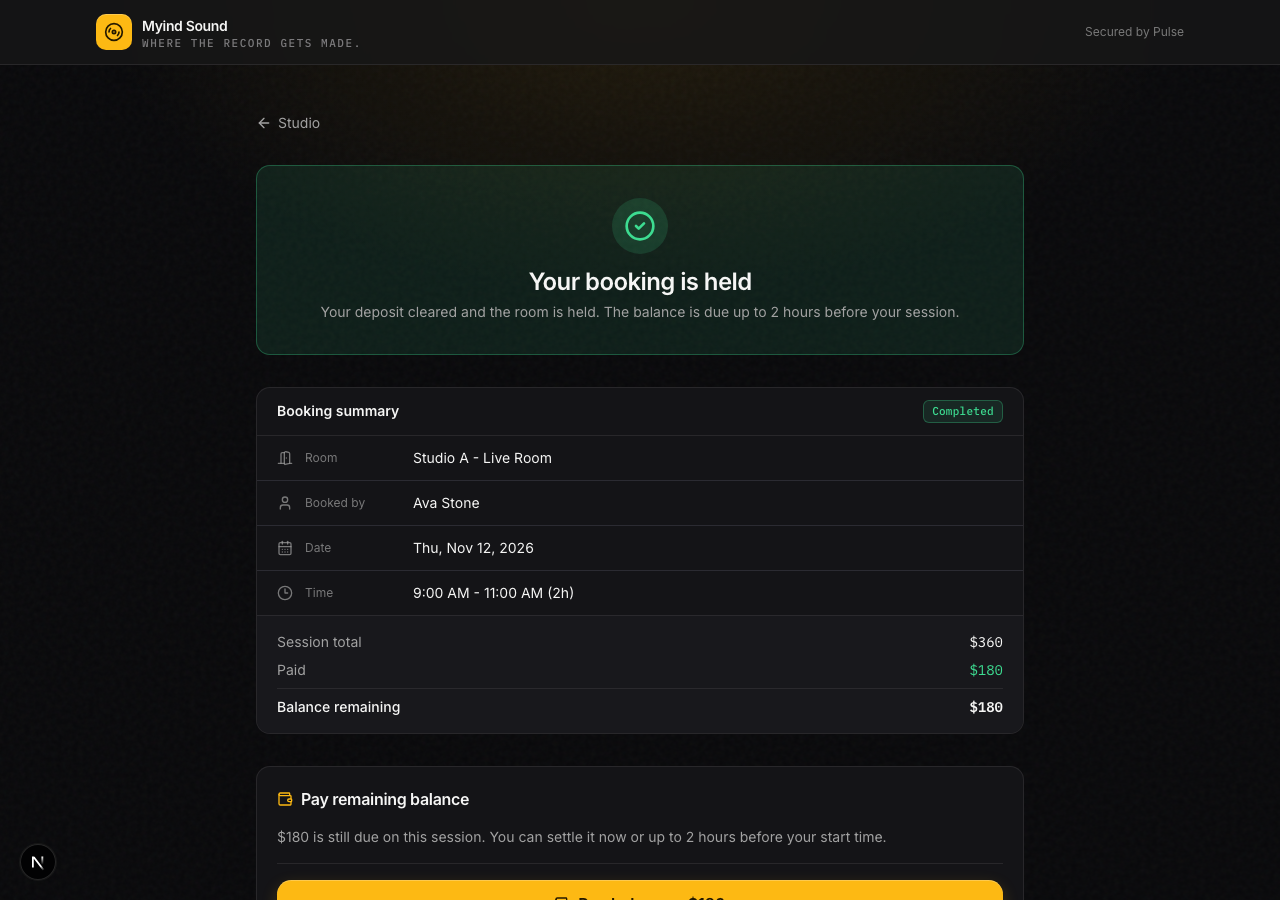 Myind Sound
WHERE THE RECORD GETS MADE.
Secured by Pulse
Studio
Your booking is held
Your deposit cleared and the room is held. The balance is due up to 2 hours before your session.
Booking summary
Completed
Room
Studio A - Live Room
Booked by
Ava Stone
Date
Thu, Nov 12, 2026
Time
9:00 AM - 11:00 AM (2h)
Session total
$360
Paid
$180
Balance remaining
$180
Pay remaining balance
$180 is still due on this session. You can settle it now or up to 2 hours before your start time.